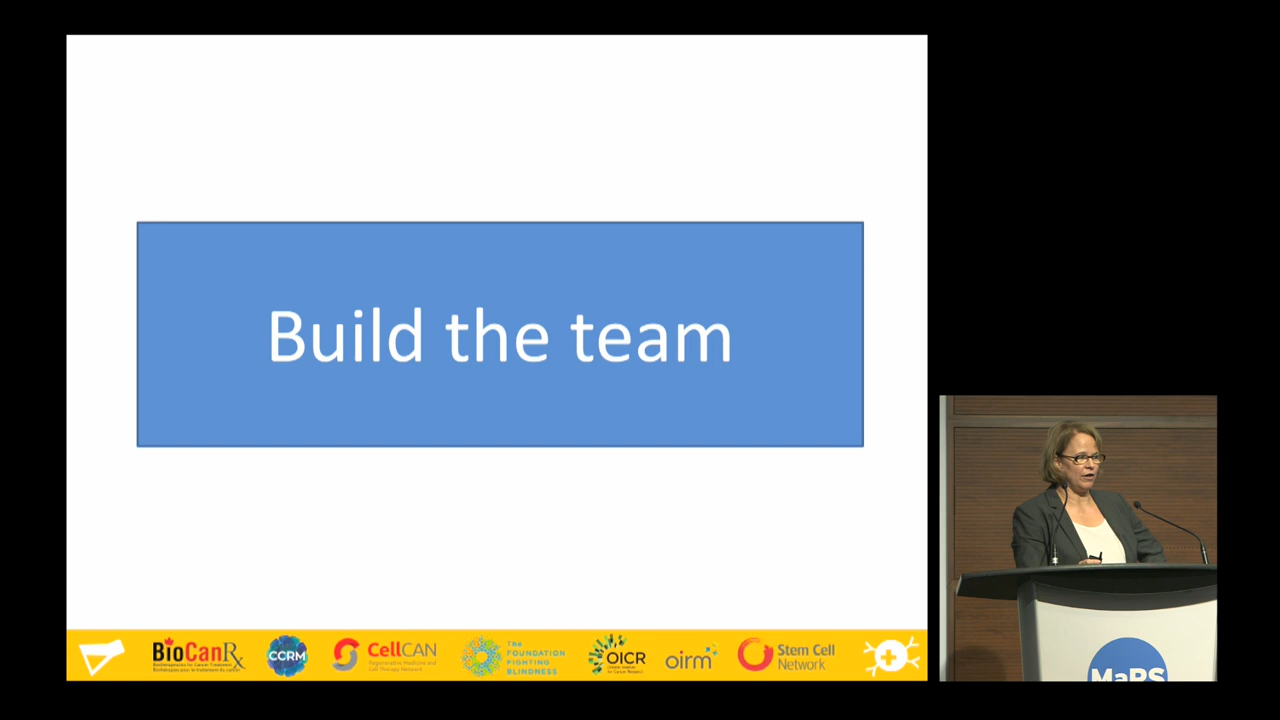 Build the team
BioCanRx
CCRM
CellCAN
Regenerative Medicine and
Cell Therapy Network
THE
FOUNDATION
FIGHTING
BLINDNESS
OICR
oirm
Stem Cell
Network
MaRS